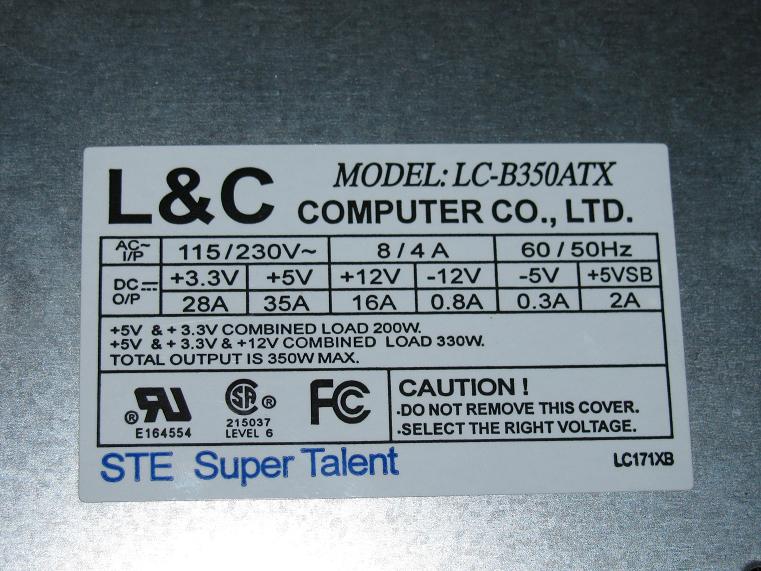 L&C MODEL: LC-B350ATX
COMPUTER CO., LTD.
AC~ I/P 115/230V~ 8/4A 60/50Hz
DC O/P +3.3V +5V +12V -12V -5V +5VSB
28A 35A 16A 0.8A 0.3A 2A
+5V & +3.3V COMBINED LOAD 200W.
+5V & +3.3V & +12V COMBINED LOAD 330W.
TOTAL OUTPUT IS 350W MAX.
® RU
E164554
SA ®
215037
LEVEL 6
FC
CAUTION !
·DO NOT REMOVE THIS COVER.
·SELECT THE RIGHT VOLTAGE.
STE Super Talent
LC171XB